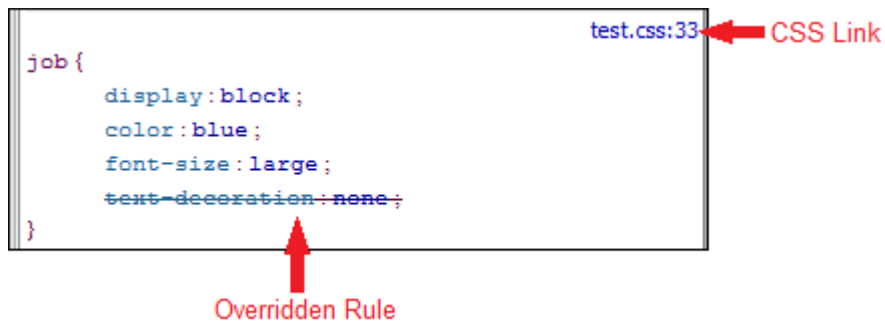 test.css:33
CSS Link
job{
display:block;
color:blue;
font-size:large;
text-decoration:none;
}
Overridden Rule